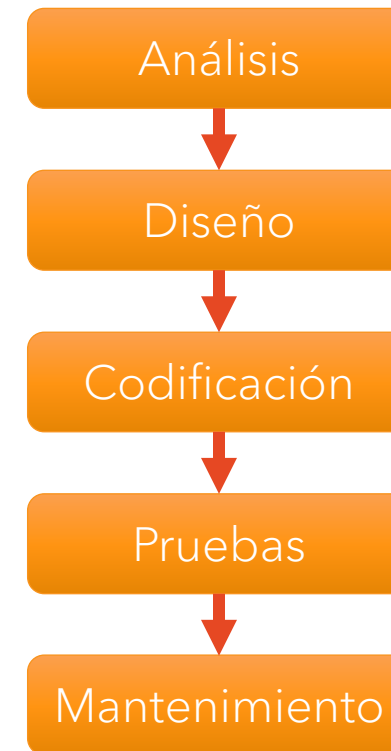 Análisis
Diseño
Codificación
Pruebas
Mantenimiento